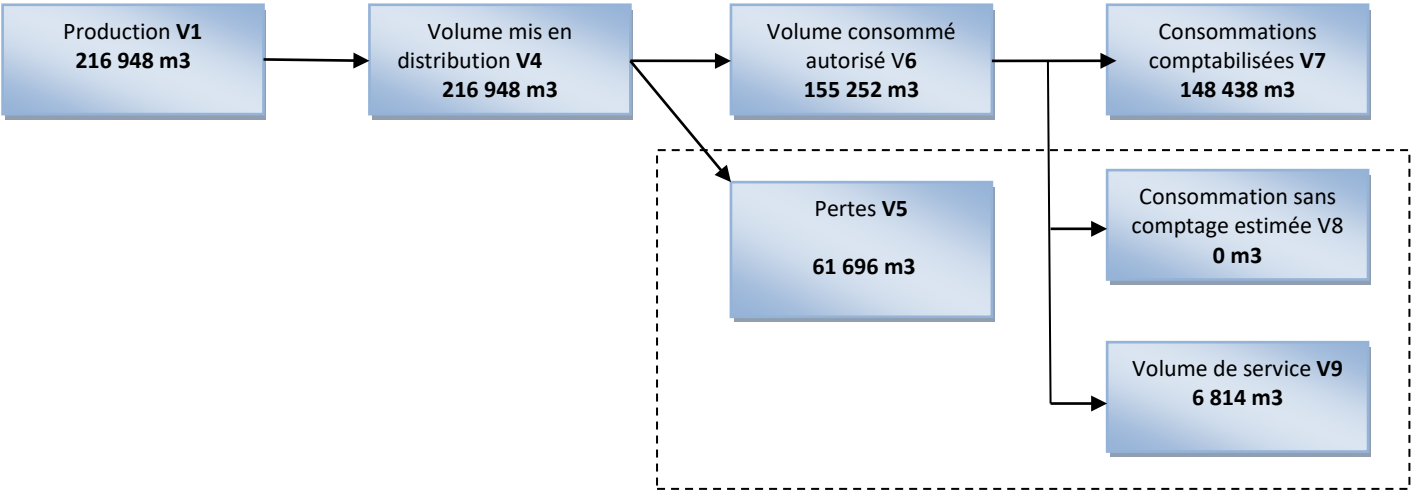 Production V1
216 948 m3
Volume mis en
distribution V4
216 948 m3
Volume consommé
autorisé V6
155 252 m3
Consommations
comptabilisées V7
148 438 m3
Pertes V5
61 696 m3
Consommation sans
comptage estimée V8
0 m3
Volume de service V9
6 814 m3